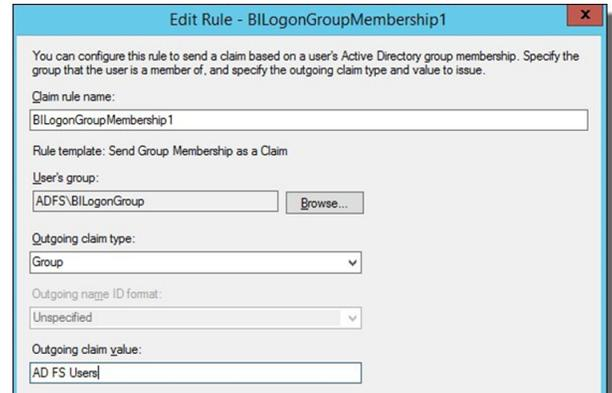 Edit Rule - BILogonGroupMembership1
x
You can configure this rule to send a claim based on a user's Active Directory group membership. Specify the
group that the user is a member of, and specify the outgoing claim type and value to issue.
Claim rule name:
BILogonGroupMembership1
Rule template: Send Group Membership as a Claim
User's group:
ADFS\BILogonGroup
Browse...
Outgoing claim type:
Group
Outgoing name ID format:
Unspecified
Outgoing claim value:
AD FS Users